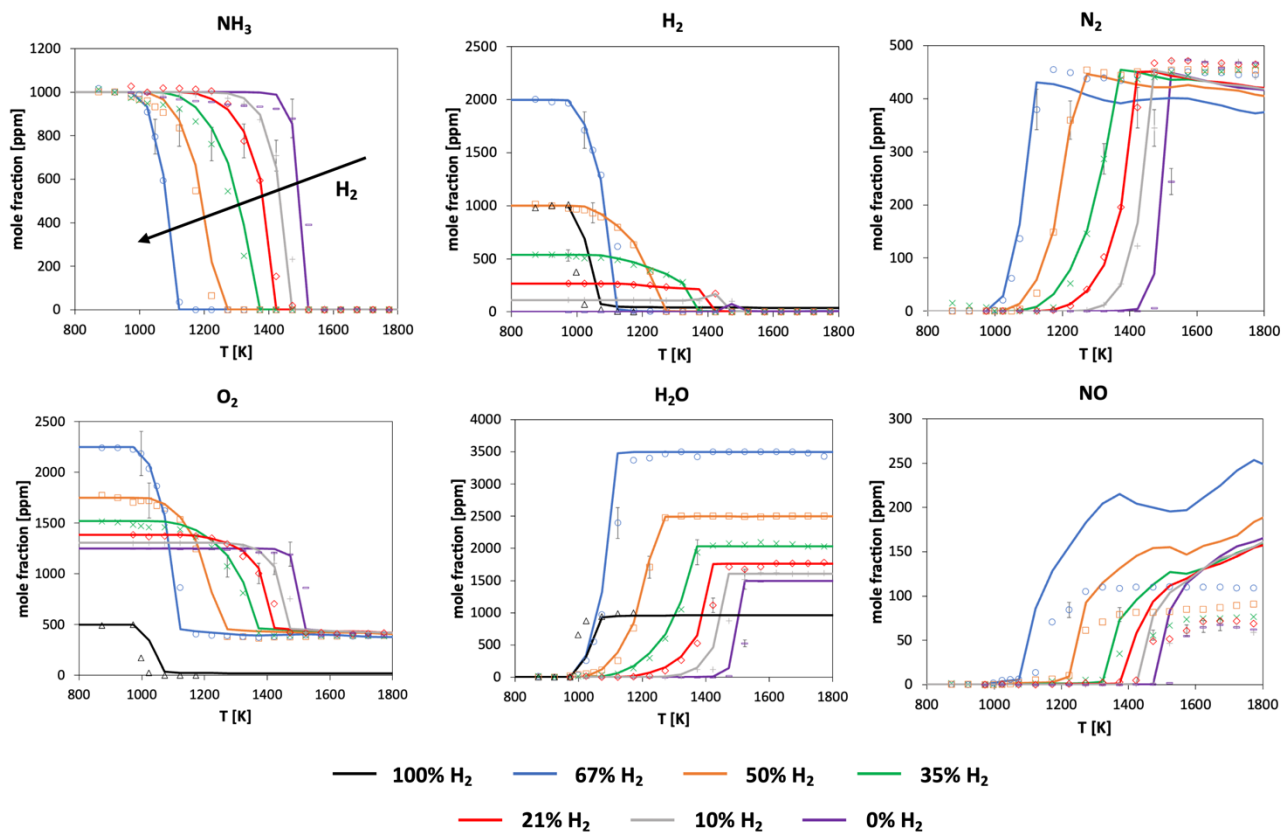 NH₃
H₂
N₂
mole fraction [ppm]
1200
1000
800
600
400
200
0
H₂
800 1000 1200 1400 1600 1800
T [K]
mole fraction [ppm]
2500
2000
1500
1000
500
0
800 1000 1200 1400 1600 1800
T [K]
mole fraction [ppm]
500
400
300
200
100
0
800 1000 1200 1400 1600 1800
T [K]
O₂
H₂O
NO
mole fraction [ppm]
2500
2000
1500
1000
500
0
800 1000 1200 1400 1600 1800
T [K]
mole fraction [ppm]
4000
3500
3000
2500
2000
1500
1000
500
0
800 1000 1200 1400 1600 1800
T [K]
mole fraction [ppm]
300
250
200
150
100
50
0
800 1000 1200 1400 1600 1800
T [K]
100% H₂ 67% H₂ 50% H₂ 35% H₂
21% H₂ 10% H₂ 0% H₂